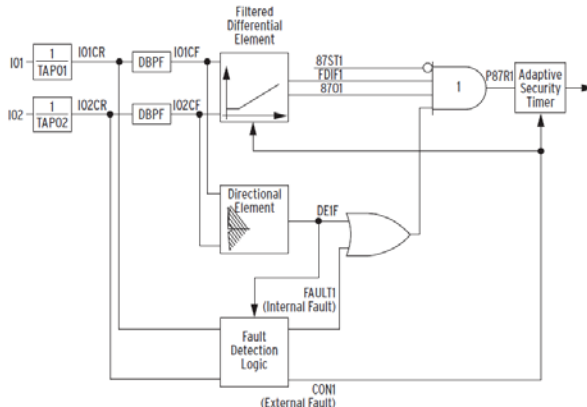 Filtered
Differential
Element
I01
1
TAP01
I01CR
DBPF
I01CF
87ST1
FDIF1
87O1
1
P87R1
Adaptive
Security
Timer
I02
1
TAP02
I02CR
DBPF
I02CF
Directional
Element
DE1F
FAULT1
(Internal Fault)
Fault
Detection
Logic
CON1
(External Fault)